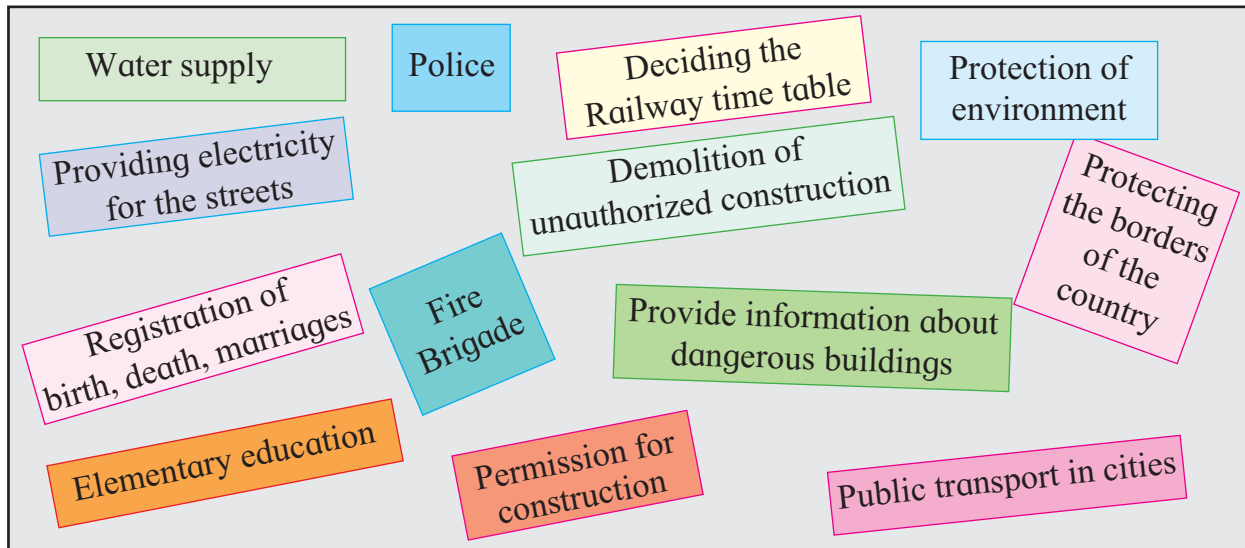 Water supply
Police
Deciding the
Railway time table
Protection of
environment
Providing electricity
for the streets
Demolition of
unauthorized construction
Protecting
the borders
of the
country
Registration of
birth, death, marriages
Fire
Brigade
Provide information about
dangerous buildings
Elementary education
Permission for
construction
Public transport in cities